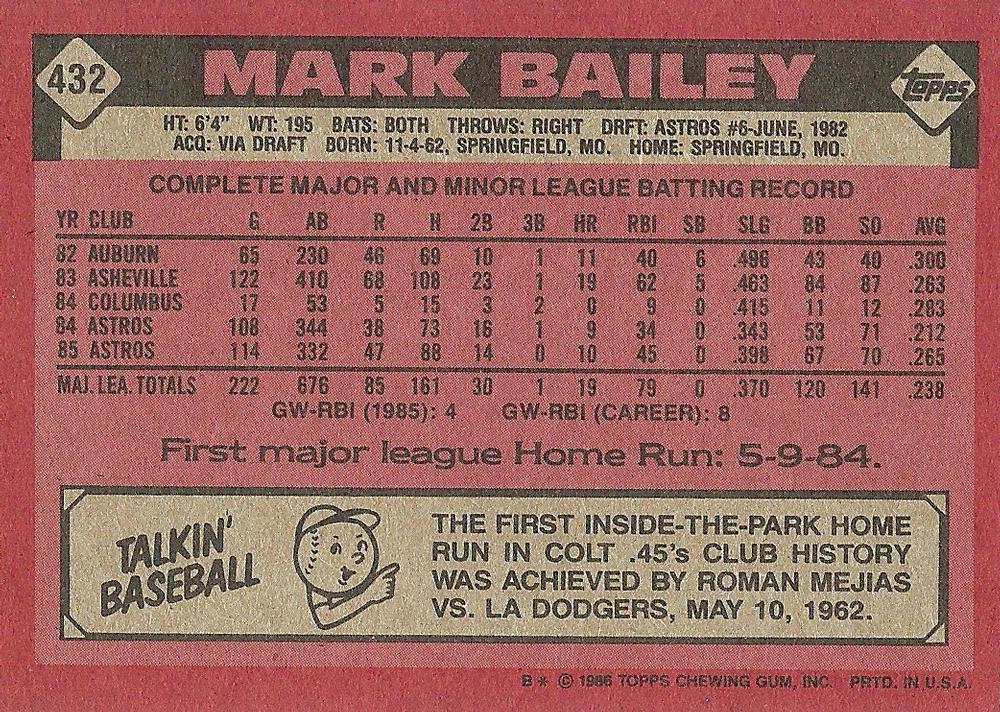 432
MARK BAILEY
TOPPS
HT: 6'4" WT: 195 BATS: BOTH THROWS: RIGHT DRFT: ASTROS #6-JUNE, 1982
ACQ: VIA DRAFT BORN: 11-4-62, SPRINGFIELD, MO. HOME: SPRINGFIELD, MO.
COMPLETE MAJOR AND MINOR LEAGUE BATTING RECORD
YR CLUB G AB R H 2B 3B HR RBI SB SLG BB SO AVG
82 AUBURN 65 230 46 69 10 1 11 40 6 .496 43 40 .300
83 ASHEVILLE 122 410 68 108 23 1 19 62 5 .463 84 87 .263
84 COLUMBUS 17 53 5 15 3 2 0 9 0 .415 11 12 .283
84 ASTROS 108 344 38 73 16 1 9 34 0 .343 53 71 .212
85 ASTROS 114 332 47 88 14 0 10 45 0 .398 67 70 .265
MAJ. LEA. TOTALS 222 676 85 161 30 1 19 79 0 .370 120 141 .238
GW-RBI (1985): 4 GW-RBI (CAREER): 8
First major league Home Run: 5-9-84.
TALKIN'
BASEBALL
THE FIRST INSIDE-THE-PARK HOME
RUN IN COLT .45's CLUB HISTORY
WAS ACHIEVED BY ROMAN MEJIAS
VS. LA DODGERS, MAY 10, 1962.
B* © 1986 TOPPS CHEWING GUM, INC. PRTD. IN U.S.A.